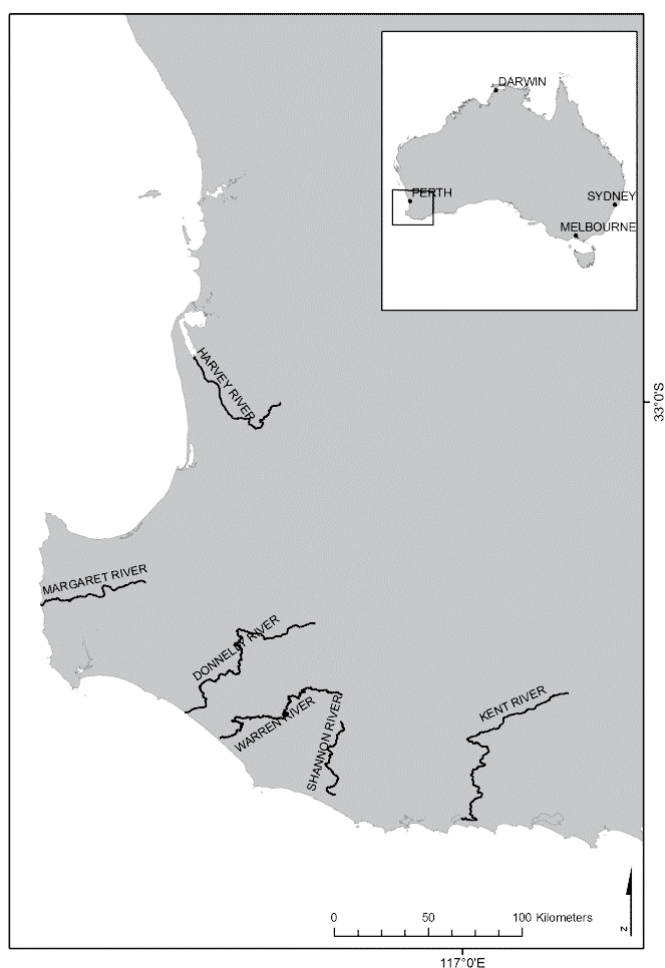 DARWIN
PERTH
SYDNEY
MELBOURNE
HARVEY RIVER
33°0'S
MARGARET RIVER
DONNELLY RIVER
WARREN RIVER
SHANNON RIVER
KENT RIVER
0 50 100 Kilometers
N
117°0'E